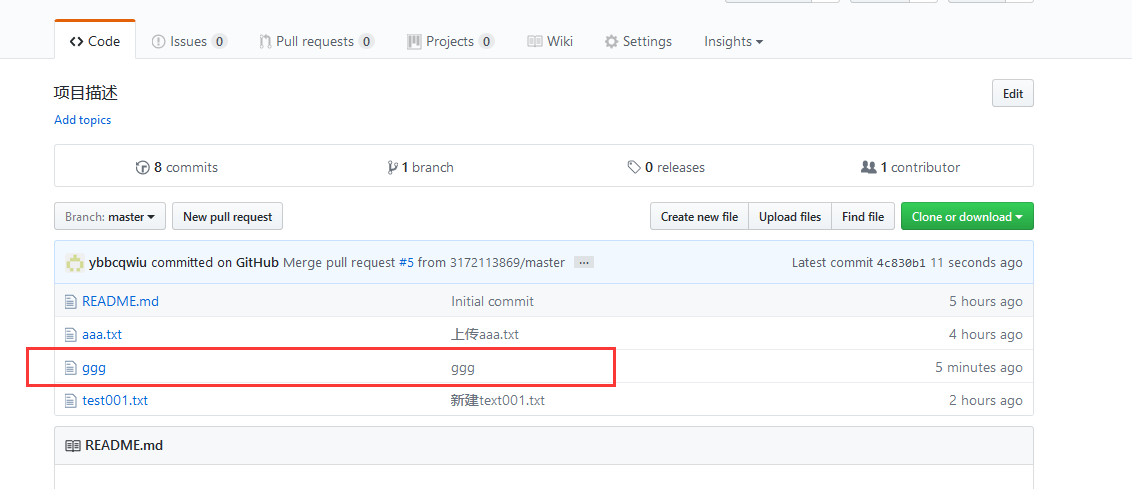 Code Issues 0 Pull requests 0 Projects 0 Wiki Settings Insights
项目描述 Edit
Add topics
8 commits 1 branch 0 releases 1 contributor
Branch: master New pull request Create new file Upload files Find file Clone or download
ybbcqwiu committed on GitHub Merge pull request #5 from 3172113869/master ... Latest commit 4c830b1 11 seconds ago
README.md Initial commit 5 hours ago
aaa.txt 上传aaa.txt 4 hours ago
ggg ggg 5 minutes ago
test001.txt 新建text001.txt 2 hours ago
README.md